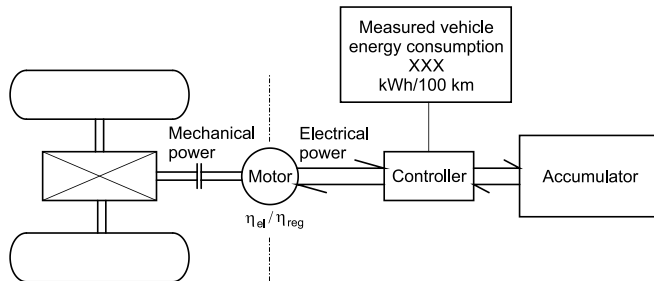 Measured vehicle
energy consumption
XXX
kWh/100 km
Mechanical
power
Electrical
power
Motor
Controller
Accumulator
ηel / ηreg